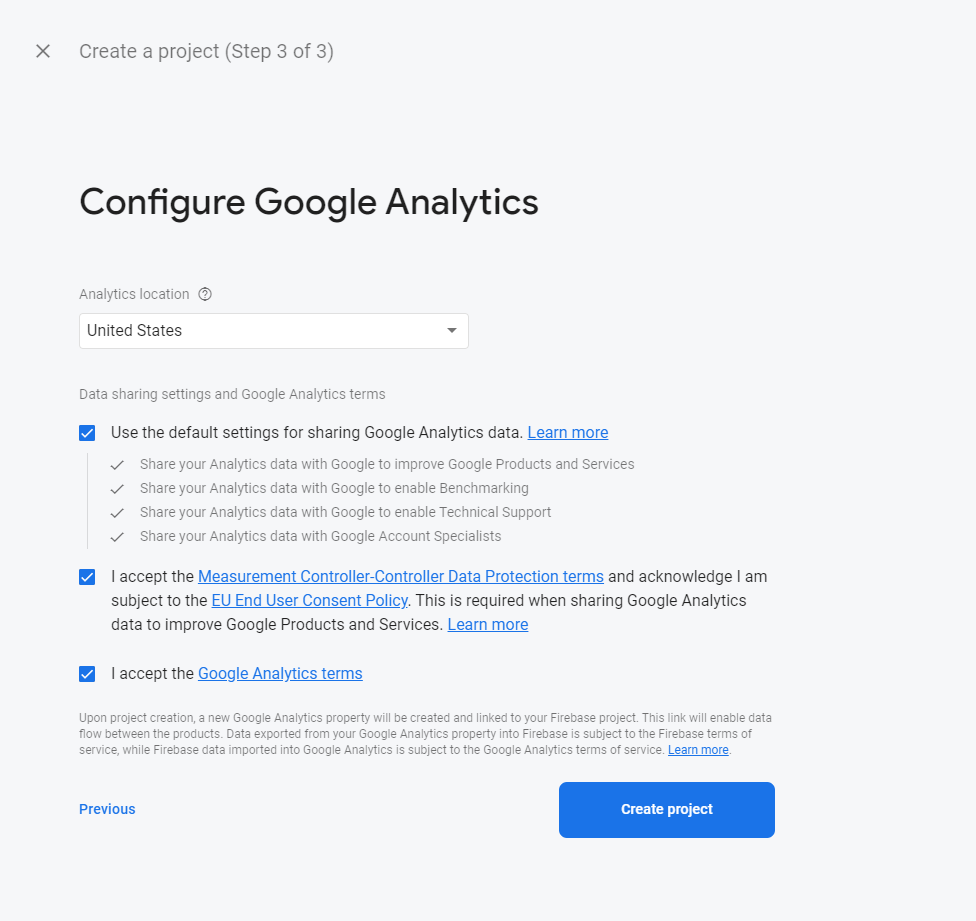 Create a project (Step 3 of 3)
Configure Google Analytics
Analytics location
United States
Data sharing settings and Google Analytics terms
Use the default settings for sharing Google Analytics data. Learn more
Share your Analytics data with Google to improve Google Products and Services
Share your Analytics data with Google to enable Benchmarking
Share your Analytics data with Google to enable Technical Support
Share your Analytics data with Google Account Specialists
I accept the Measurement Controller-Controller Data Protection terms and acknowledge I am
subject to the EU End User Consent Policy. This is required when sharing Google Analytics
data to improve Google Products and Services. Learn more
I accept the Google Analytics terms
Upon project creation, a new Google Analytics property will be created and linked to your Firebase project. This link will enable data
flow between the products. Data exported from your Google Analytics property into Firebase is subject to the Firebase terms of
service, while Firebase data imported into Google Analytics is subject to the Google Analytics terms of service. Learn more.
Previous
Create project